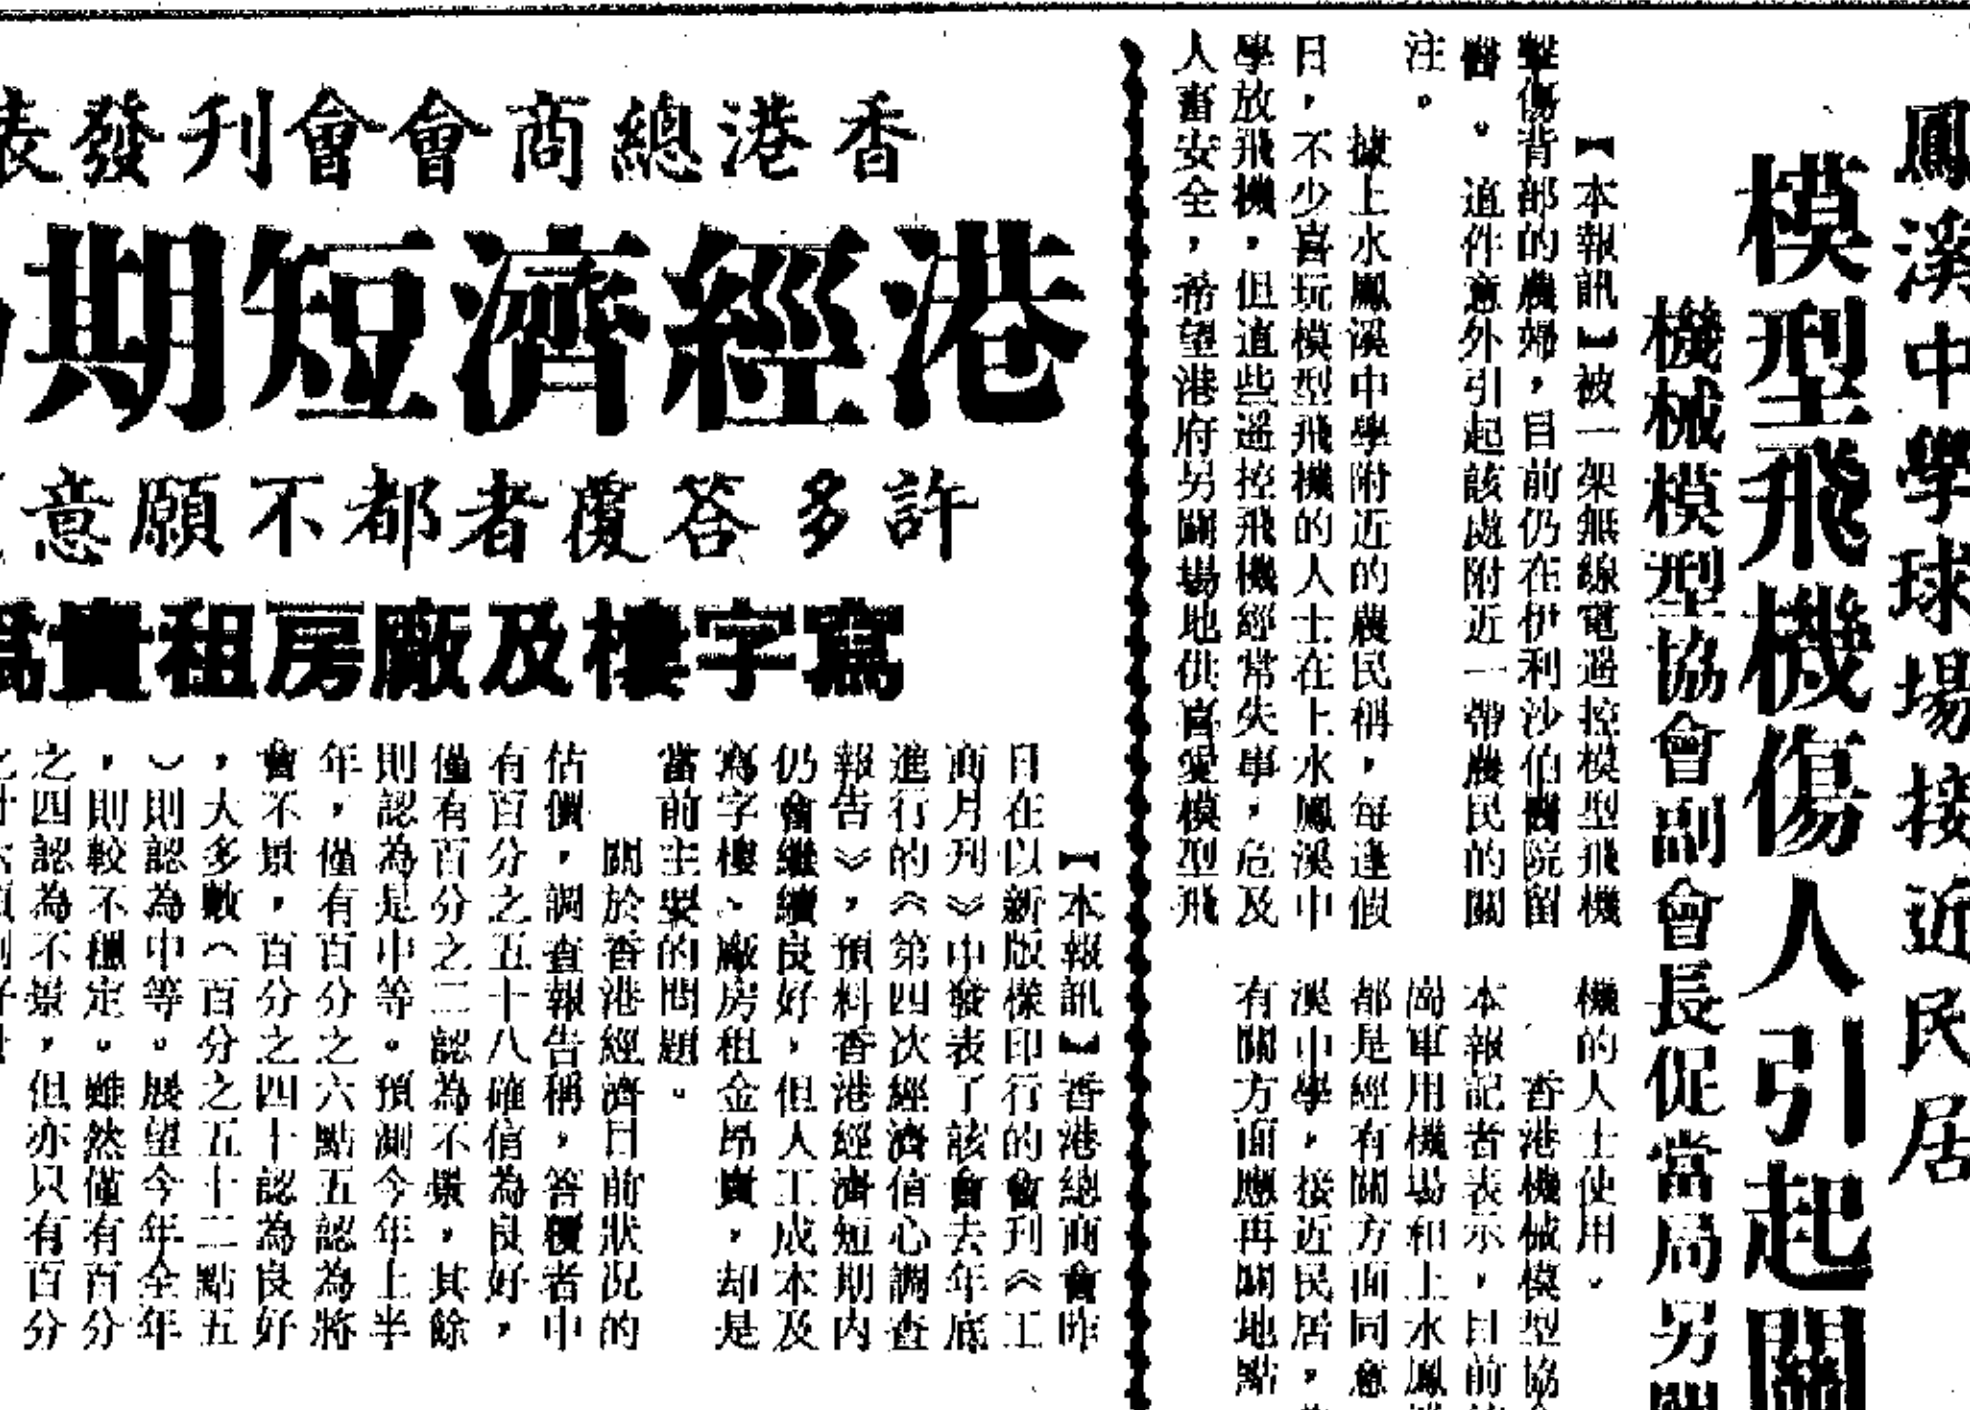 鳳溪中學球場接近民居
模型飛機傷人引起關
機械模型協會副會長促當局另闢
【本報訊】被一架無線電遥控模型飛機
擊傷背部的農婦，目前仍在伊利沙伯醫院留
醫。這件意外引起該處附近一帶農民的關
注。
據上水鳳溪中學附近的農民稱，每逢假
日，不少喜玩模型飛機的人士在上水鳳溪中
學放飛機，但這些遥控飛機經常失事，危及
人畜安全，希望港府另闢場地供喜愛模型飛
機的人士使用。
香港機械模型協
本報記者表示，目前
崗軍用機場和上水鳳
都是經有關方面同意
溪中學，接近民居，
有關方面應再闢地點
香港總商會會刊發表
港經濟短期
許多答覆者都不願意
寫字樓及廠房租貴爲
【本報訊】香港總商會昨
日在以新版樣印行的會刊《工
商月刊》中發表了該會去年底
進行的《第四次經濟信心調查
報告》，預料香港經濟短期内
仍會繼續良好，但人工成本及
寫字樓、廠房租金昂貴，却是
當前主要的問題。
關於香港經濟目前狀况的
估價，調查報告稱，答覆者中
有百分之五十八確信為良好，
僅有百分之二認為不景，其餘
則認為是中等。預測今年上半
年，僅有百分之六點五認為將
會不景，百分之四十認為良好
，大多數（百分之五十二點五
）則認為中等。展望今年全年
，則較不穩定。雖然僅有百分
之四認為不景，但亦只有百分